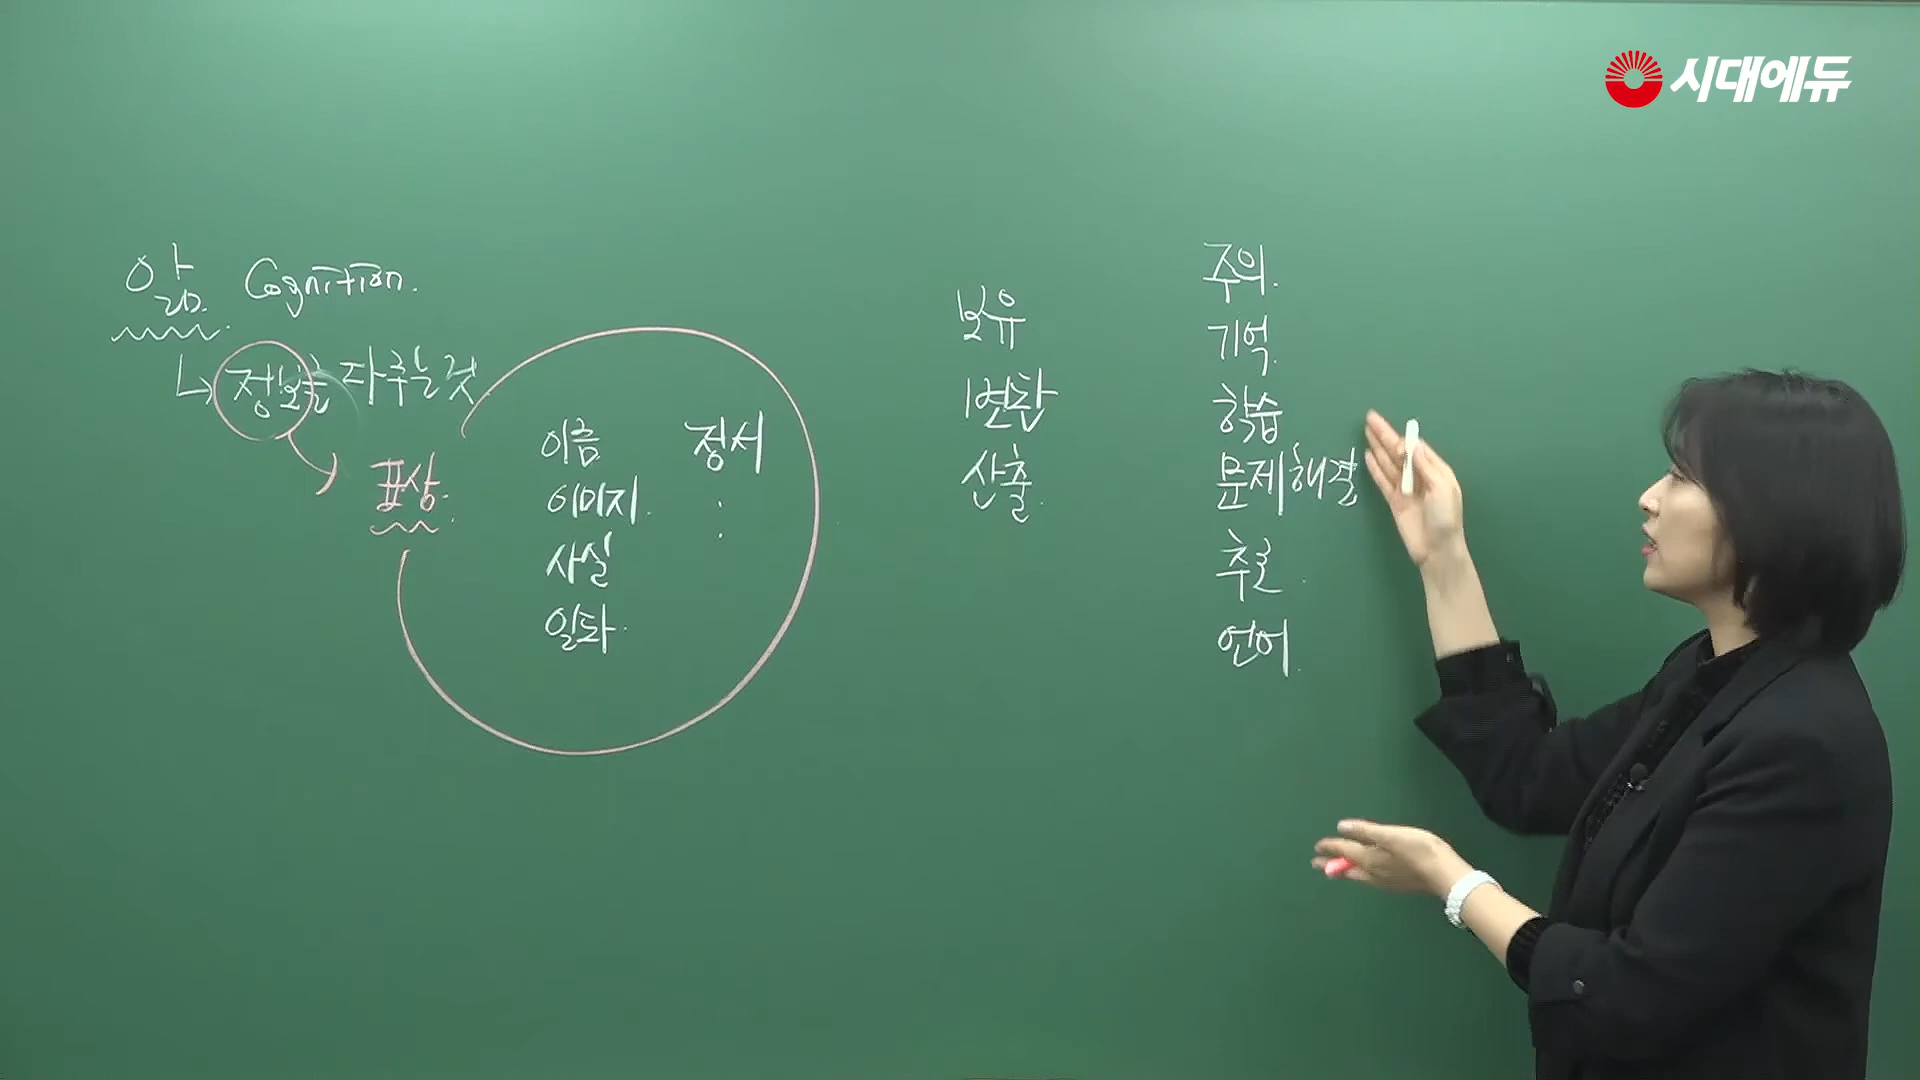 시대에듀
앎. Cognition.
정보를 다루는 것
표상.
이름
이미지.
사실
일화.
정서
보유
변환
산출.
주의.
기억.
학습
문제해결
추론.
언어.